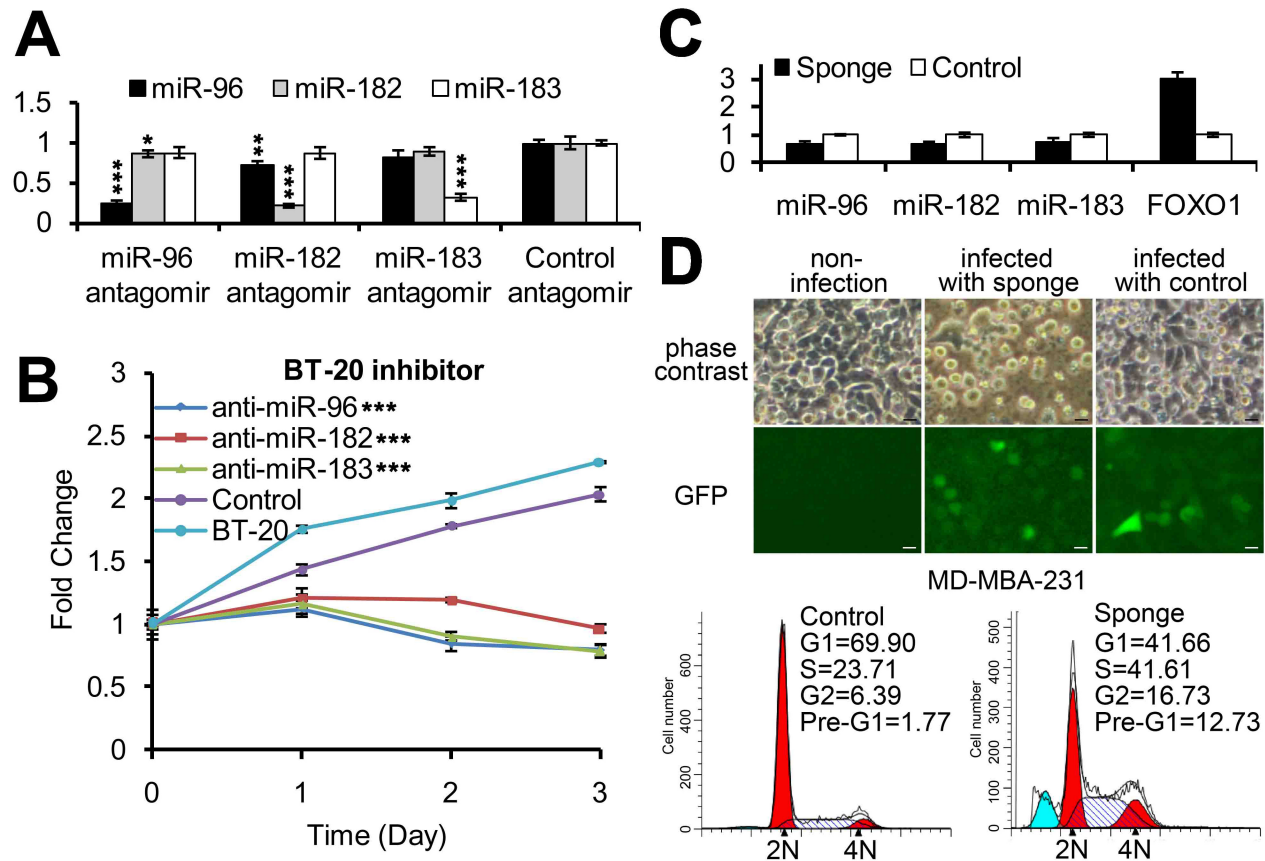 A
miR-96 miR-182 miR-183
1.5
1
0.5
0
*** * ** *** ***
miR-96 antagomir
miR-182 antagomir
miR-183 antagomir
Control antagomir
B
BT-20 inhibitor
anti-miR-96 ***
anti-miR-182 ***
anti-miR-183 ***
Control
BT-20
Fold Change
3
2.5
2
1.5
1
0.5
0
0 1 2 3
Time (Day)
C
Sponge Control
3
2
1
0
miR-96 miR-182 miR-183 FOXO1
D
non-
infection
infected
with sponge
infected
with control
phase
contrast
GFP
MD-MBA-231
Control
G1=69.90
S=23.71
G2=6.39
Pre-G1=1.77
Cell number
600
400
200
0
2N 4N
Sponge
G1=41.66
S=41.61
G2=16.73
Pre-G1=12.73
Cell number
500
400
300
200
100
0
2N 4N